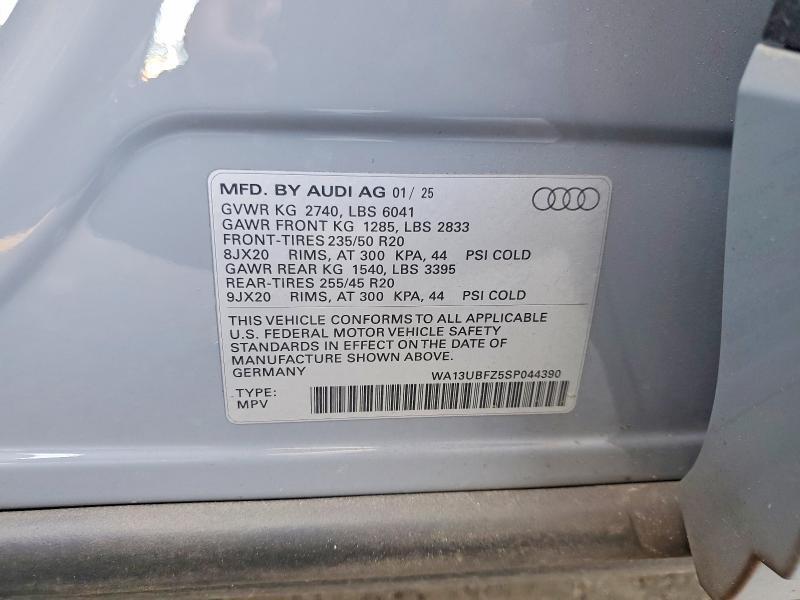 MFD. BY AUDI AG 01/ 25
GVWR KG 2740, LBS 6041
GAWR FRONT KG 1285, LBS 2833
FRONT-TIRES 235/50 R20
8JX20 RIMS, AT 300 KPA, 44 PSI COLD
GAWR REAR KG 1540, LBS 3395
REAR-TIRES 255/45 R20
9JX20 RIMS, AT 300 KPA, 44 PSI COLD
THIS VEHICLE CONFORMS TO ALL APPLICABLE
U.S. FEDERAL MOTOR VEHICLE SAFETY
STANDARDS IN EFFECT ON THE DATE OF
MANUFACTURE SHOWN ABOVE.
GERMANY WA13UBFZ5SP044390
TYPE:
MPV